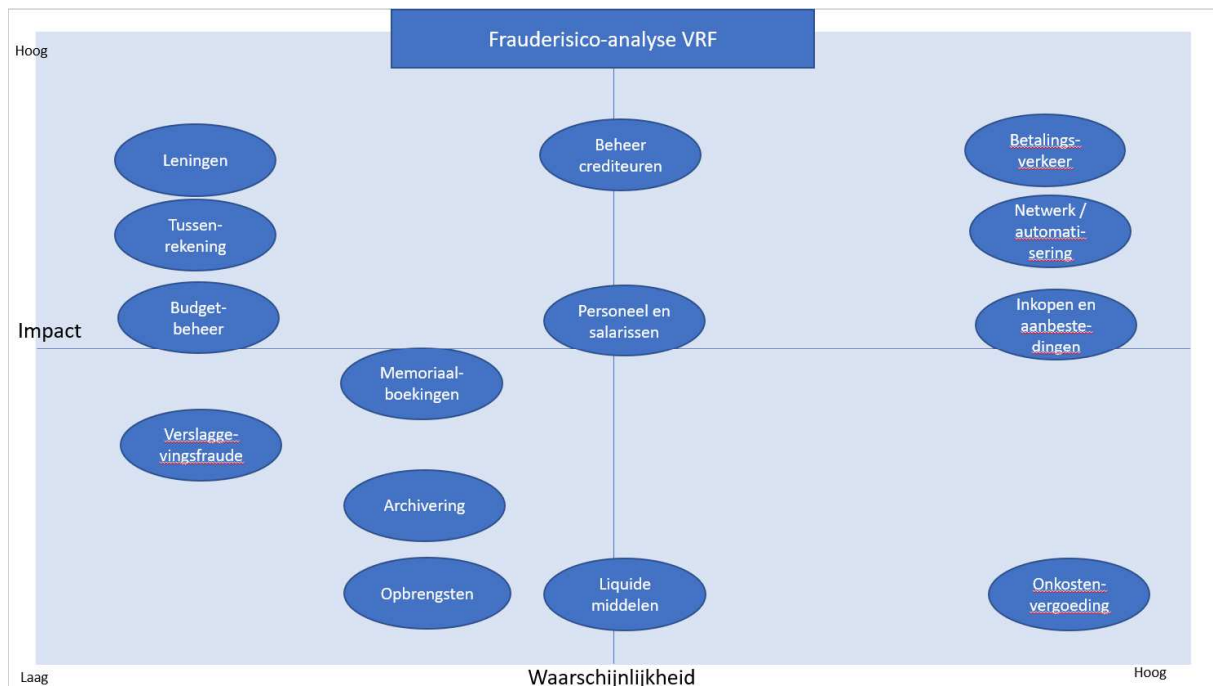 Frauderisico-analyse VRF
Hoog
Leningen
Beheer
crediteuren
Betalings-
verkeer
Tussen-
rekening
Netwerk /
automati-
sering
Budget-
beheer
Personeel en
salarissen
Inkopen en
aanbeste-
dingen
Impact
Memoriaal-
boekingen
Verslagge-
vingsfraude
Archivering
Opbrengsten
Liquide
middelen
Onkosten-
vergoeding
Laag
Waarschijnlijkheid
Hoog